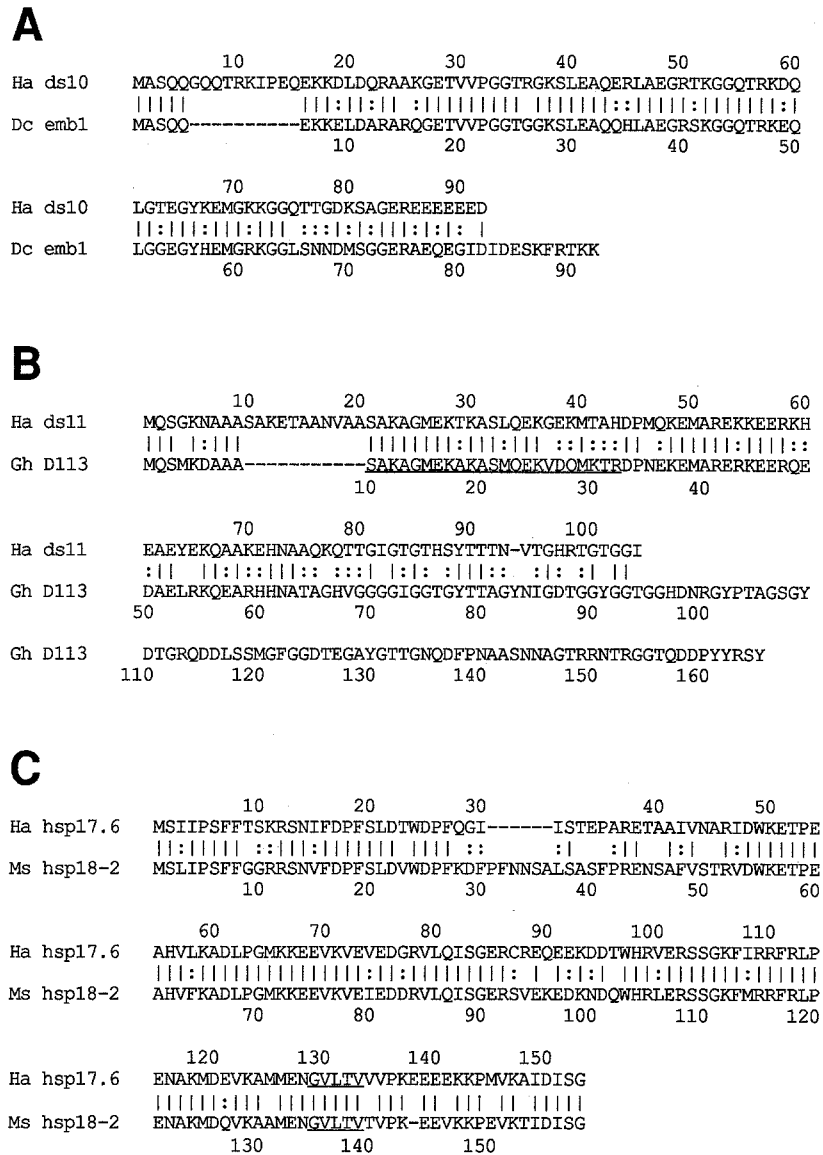 A
10 20 30 40 50 60
Ha ds10 MASQQGQQTRKIPEQEKKDLDQRAAKGETVVPGGTRGKSLEAQERLAEGRTKGGQTRKDQ
Dc emb1 MASQQ----------EKKELDARARQGETVVPGGTGGKSLEAQQHLAEGRSKGGQTRKEQ
10 20 30 40 50
70 80 90
Ha ds10 LGTEGYKEMGKKGGQTTGDKSAGEREEEEEED
Dc emb1 LGGEGYHEMGRKGGLSNNDMSGGERAEQEGIDIDESKFRTKK
60 70 80 90
B
10 20 30 40 50 60
Ha ds11 MQSGKNAAASAKETAANVAASAKAGMEKTKASLQEKGEKMTAHDPMQKEMAREKKEERKH
Gh D113 MQSMKDAAA-----------SAKAGMEKAKASMQEKVDQMKTRDPNEKEMARERKEERQE
10 20 30 40
70 80 90 100
Ha ds11 EAEYEKQAAKEHNAAQKQTTGIGTGTHSYTTTN-VTGHRTGTGGI
Gh D113 DAELRKQEARHHNATAGHVGGGGIGGTGYTTAGYNIGDTGGYGGTGGHDNRGYPTAGSGY
50 60 70 80 90 100
Gh D113 DTGRQDDLSSMGFGGDTEGAYGTTGNQDFPNAASNNAGTRRNTRGGTQDDPYYRSY
110 120 130 140 150 160
C
10 20 30 40 50
Ha hsp17.6 MSIIPSFFTSKRSNIFDPFSLDTWDPFQGI------ISTEPARETAAIVNARIDWKETPE
Ms hsp18-2 MSLIPSFFGGRRSNVFDPFSLDVWDPFKDFPFNNSALSASFPRENSAFVSTRVDWKETPE
10 20 30 40 50 60
60 70 80 90 100 110
Ha hsp17.6 AHVLKADLPGMKKEEVKVEVEDGRVLQISGERCREQEEKDDTWHRVERSSGKFIRRFRLP
Ms hsp18-2 AHVFKADLPGMKKEEVKVEIEDDRVLQISGERSVEKEDKNDQWHRLERSSGKFMRRFRLP
70 80 90 100 110 120
120 130 140 150
Ha hsp17.6 ENAKMDEVKAMMENGVLTVVVPKEEEEKKPMVKAIDISG
Ms hsp18-2 ENAKMDQVKAAMENGVLTVTVPK-EEVKKPEVKTIDISG
130 140 150